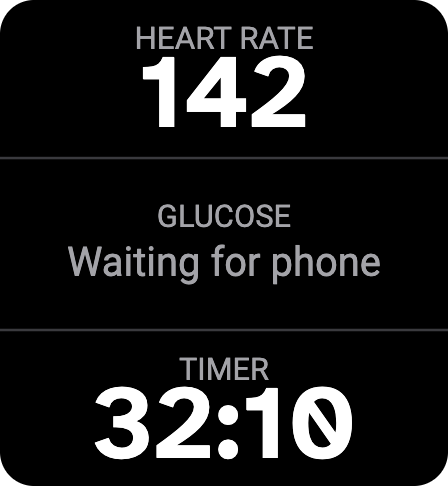 HEART RATE
142
GLUCOSE
Waiting for phone
TIMER
32:10